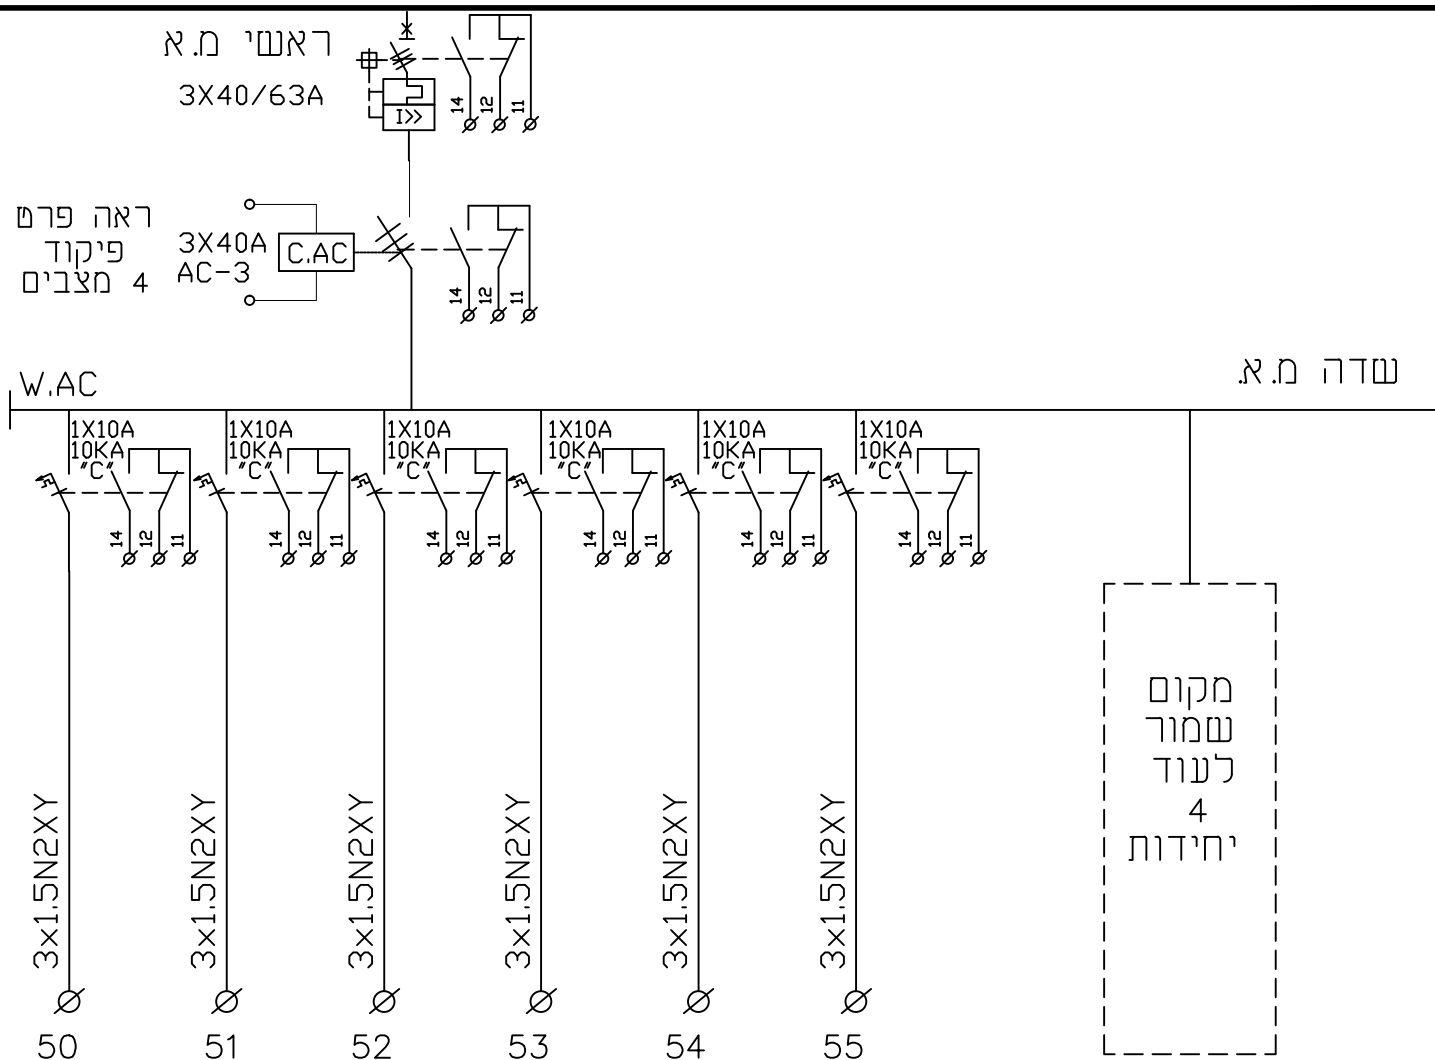 ראשי מ.א
3X40/63A
I>>
14 12 11
ראה פרט
פיקוד
4 מצבים
3X40A
AC-3
C.AC
14 12 11
W.AC
שדה מ.א.
1X10A
10KA
"C"
14 12 11
1X10A
10KA
"C"
14 12 11
1X10A
10KA
"C"
14 12 11
1X10A
10KA
"C"
14 12 11
1X10A
10KA
"C"
14 12 11
1X10A
10KA
"C"
14 12 11
מקום
שמור
לעוד
4
יחידות
3x1.5N2XY
3x1.5N2XY
3x1.5N2XY
3x1.5N2XY
3x1.5N2XY
3x1.5N2XY
50
51
52
53
54
55